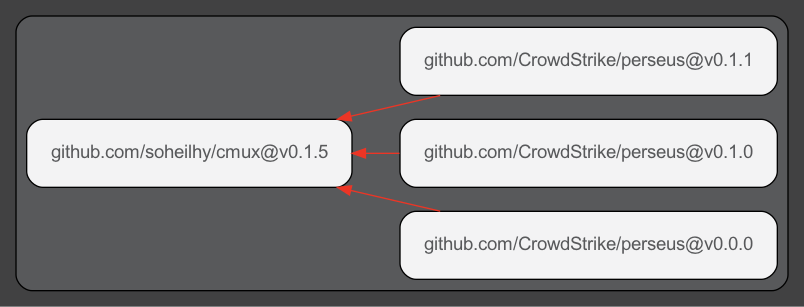 github.com/CrowdStrike/perseus@v0.1.1
github.com/soheilhy/cmux@v0.1.5
github.com/CrowdStrike/perseus@v0.1.0
github.com/CrowdStrike/perseus@v0.0.0